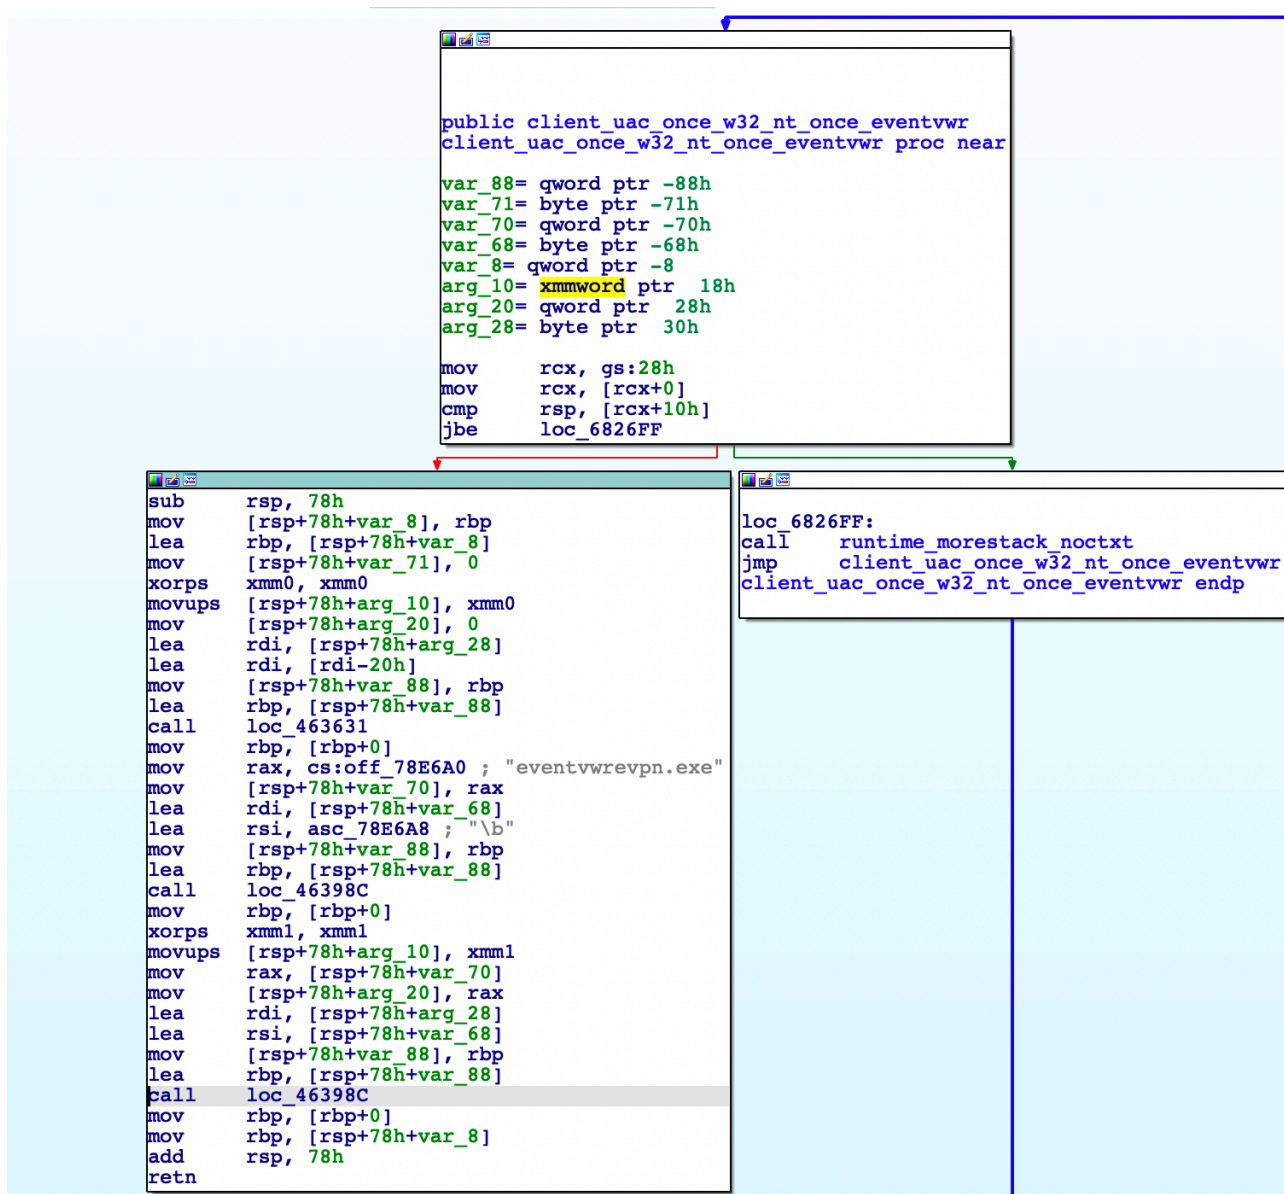 public client_uac_once_w32_nt_once_eventvwr
client_uac_once_w32_nt_once_eventvwr proc near
var_88= qword ptr -88h
var_71= byte ptr -71h
var_70= qword ptr -70h
var_68= byte ptr -68h
var_8= qword ptr -8
arg_10= xmmword ptr  18h
arg_20= qword ptr  28h
arg_28= byte ptr  30h
mov     rcx, gs:28h
mov     rcx, [rcx+0]
cmp     rsp, [rcx+10h]
jbe     loc_6826FF
sub     rsp, 78h
mov     [rsp+78h+var_8], rbp
lea     rbp, [rsp+78h+var_8]
mov     [rsp+78h+var_71], 0
xorps   xmm0, xmm0
movups  [rsp+78h+arg_10], xmm0
mov     [rsp+78h+arg_20], 0
lea     rdi, [rsp+78h+arg_28]
lea     rdi, [rdi-20h]
mov     [rsp+78h+var_88], rbp
lea     rbp, [rsp+78h+var_88]
call    loc_463631
mov     rbp, [rbp+0]
mov     rax, cs:off_78E6A0 ; "eventvwrevpn.exe"
mov     [rsp+78h+var_70], rax
lea     rdi, [rsp+78h+var_68]
lea     rsi, asc_78E6A8 ; "\b"
mov     [rsp+78h+var_88], rbp
lea     rbp, [rsp+78h+var_88]
call    loc_46398C
mov     rbp, [rbp+0]
xorps   xmm1, xmm1
movups  [rsp+78h+arg_10], xmm1
mov     rax, [rsp+78h+var_70]
mov     [rsp+78h+arg_20], rax
lea     rdi, [rsp+78h+arg_28]
lea     rsi, [rsp+78h+var_68]
mov     [rsp+78h+var_88], rbp
lea     rbp, [rsp+78h+var_88]
call    loc_46398C
mov     rbp, [rbp+0]
mov     rbp, [rsp+78h+var_8]
add     rsp, 78h
retn
loc_6826FF:
call    runtime_morestack_noctxt
jmp     client_uac_once_w32_nt_once_eventvwr
client_uac_once_w32_nt_once_eventvwr endp